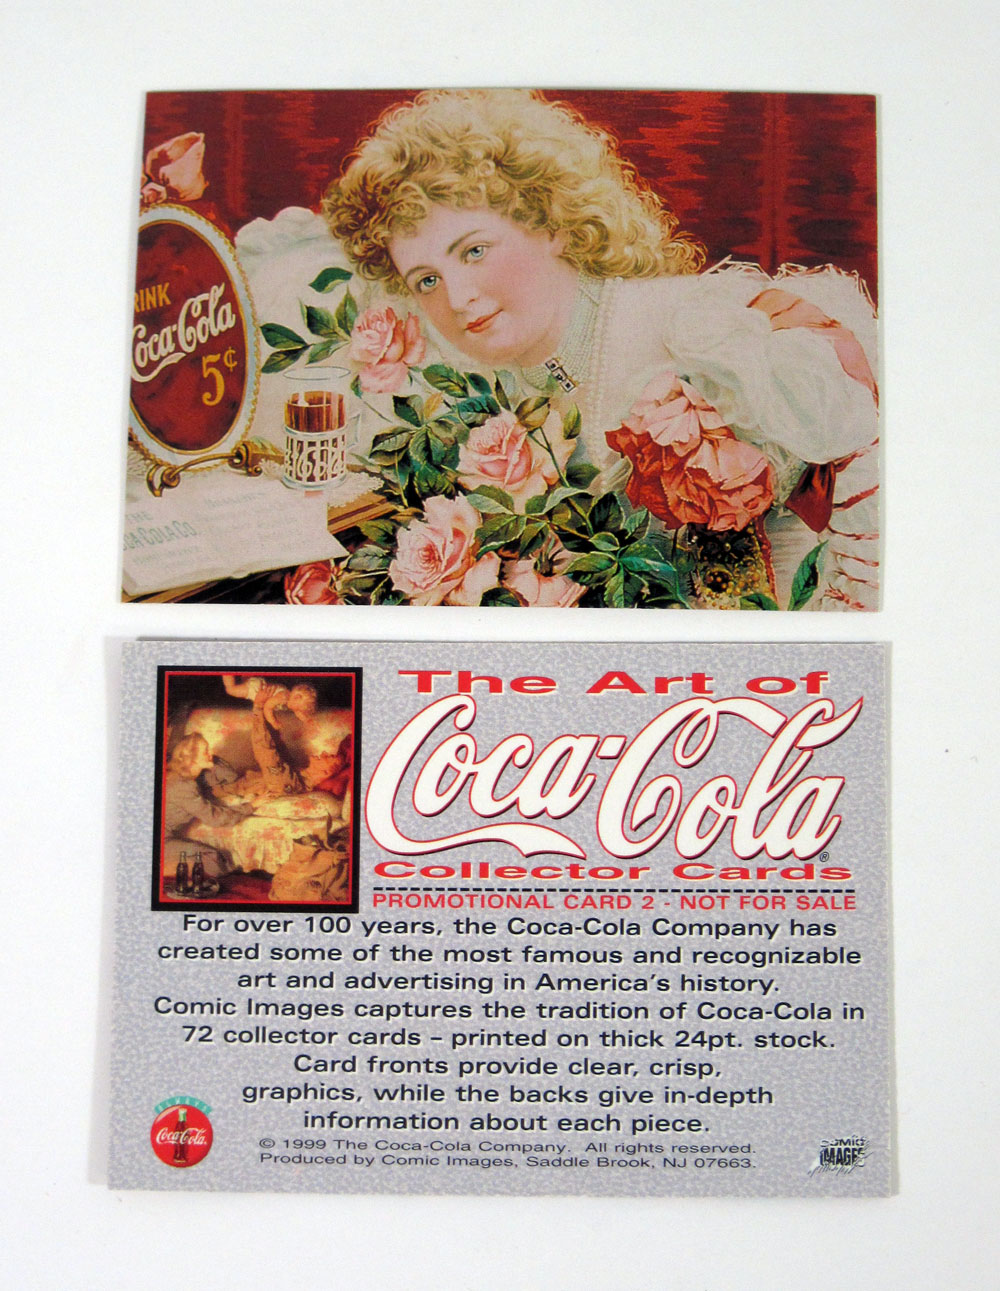 RINK
Coca-Cola
5¢
THE
A-COLA CO.
The Art of
Coca-Cola®
Collector Cards
PROMOTIONAL CARD 2 - NOT FOR SALE
For over 100 years, the Coca-Cola Company has
created some of the most famous and recognizable
art and advertising in America's history.
Comic Images captures the tradition of Coca-Cola in
72 collector cards – printed on thick 24pt. stock.
Card fronts provide clear, crisp,
graphics, while the backs give in-depth
information about each piece.
ALWAYS
Coca-Cola
© 1999 The Coca-Cola Company. All rights reserved.
Produced by Comic Images, Saddle Brook, NJ 07663.
COMIC
IMAGES